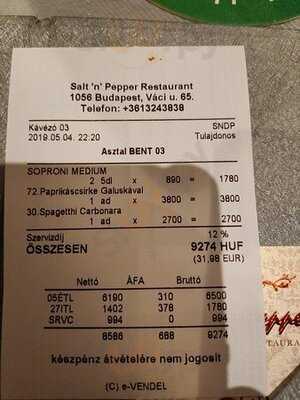 Salt 'n' Pepper Restaurant
1056 Budapest, Váci u. 65.
Telefon: +3613243838
Kávézó 03 SNDP
2019.05.04. 22:20 Tulajdonos
Asztal BENT 03
SOPRONI MEDIUM
2 5dl x 890 = 1780
72.Paprikáscsirke Galuskával
1 ad x 3800 = 3800
30.Spagetthi Carbonara
1 ad x 2700 = 2700
Szervizdíj 12 %
ÖSSZESEN 9274 HUF
(31,98 EUR)
Nettó ÁFA Bruttó
05ÉTL 6190 310 6500
27ITL 1402 378 1780
SRVC 994 0 994
8586 688 9274
készpénz átvételére nem jogosít
(C) e-VENDEL